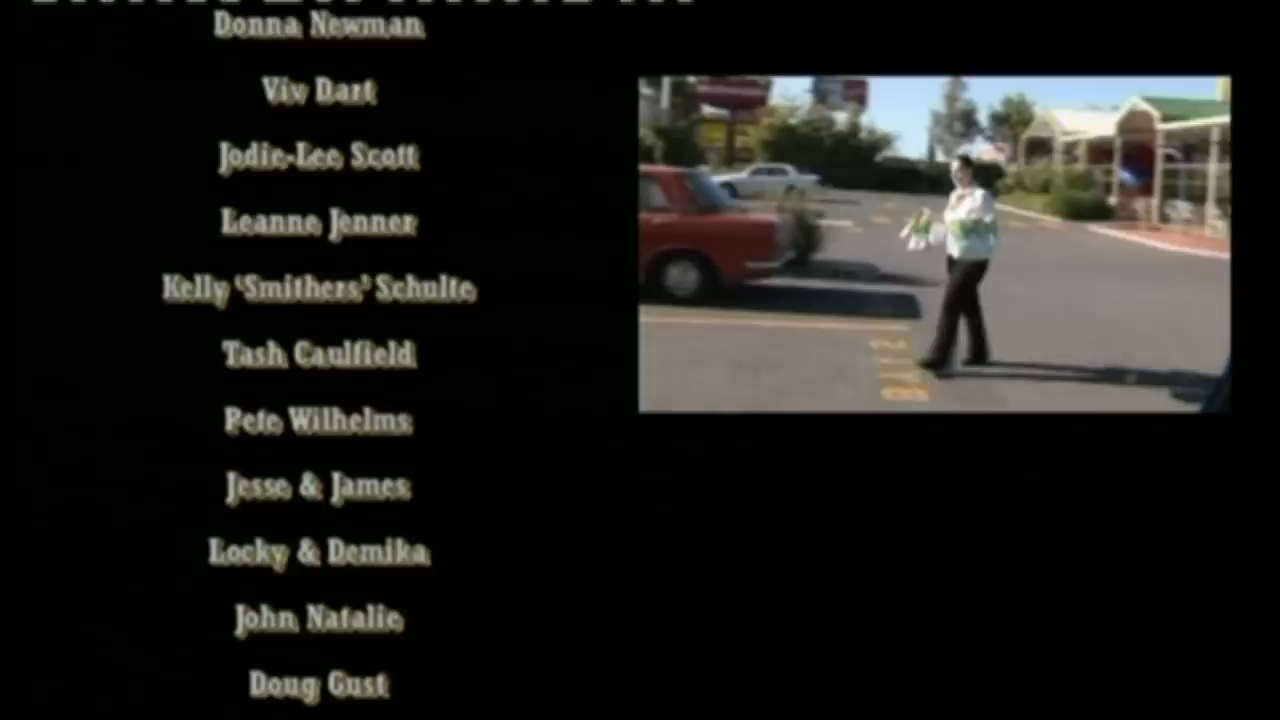 Donna Newman
Viv Dart
Jodie-Lee Scott
Leanne Jenner
Kelly ‘Smithers’ Schulte
Tash Caulfield
Pete Wilhelms
Jesse & James
Locky & Demika
John Natalie
Doug Gust